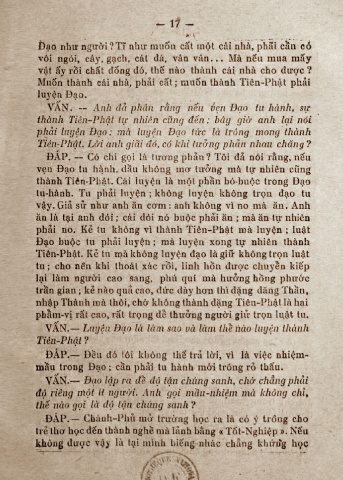 — 17 —
Đạo như người? Tỉ như muốn cất một cái nhà, phải cần có
vôi ngói, cây, gạch, cát đá, vân vân... Mà nếu mua mấy
vật ấy rồi chất đống đó, thế nào thành cái nhà cho được?
Muốn thành cái nhà, phải cất; muốn thành Tiên-Phật phải
luyện Đạo.
VẤN. — Anh đã phân rằng nếu vẹn Đạo tu hành, sự
thành Tiên-Phật tự nhiên cũng đến; bây giờ anh lại nói
phải luyện Đạo; mà luyện Đạo tức là trông mong thành
Tiên-Phật. Lời anh giải đó, có khi tưởng phản nhau chăng?
ĐÁP. — Có chi gọi là tương phản? Tôi đã nói rằng, nếu
vẹn Đạo tu hành, dầu không mơ tưởng mà tự nhiên cũng
thành Tiên-Phật. Cái luyện là một phần bó-buộc trong Đạo
tu-hành. Tu phải luyện; không luyện không trọn đạo tu
vậy. Giả sử như anh ăn cơm: anh không vì no mà ăn. Anh
ăn là tại anh đói; cái đói nó buộc phải ăn; mà ăn tự nhiên
phải no. Kẻ tu không vì thành Tiên-Phật mà luyện; luật
Đạo buộc tu phải luyện; mà luyện xong tự nhiên thành
Tiên-Phật. Kẻ tu mà không luyện đạo là giữ không trọn luật
tu; cho nên khi thoát xác rồi, linh hồn được chuyển kiếp
lại làm người cao sang, phú quí mà hưởng hồng phước
trần gian; kẻ nào quả cao, đức dày hơn thì đặng đăng Thần,
nhập Thánh mà thôi, chớ không thành đặng Tiên-Phật là hai
phẩm-vị rất cao, rất trọng để thưởng người giữ trọn luật tu.
VẤN. — Luyện Đạo là làm sao và làm thế nào luyện thành
Tiên-Phật?
ĐÁP. — Đều đó tôi không thể trả lời, vì là việc nhiệm-
mầu trong Đạo; cần phải tu hành mới trông rõ thấu.
VẤN. — Đạo lập ra để độ tận chúng sanh, chớ chẳng phải
độ riêng một ít người. Anh gọi mầu-nhiệm mà không chỉ,
thế nào gọi là độ tận chúng sanh?
ĐÁP. — Chánh-Phủ mở trường học ra là có ý trông cho
trẻ thơ học đến thành nghề mà lãnh bằng « Tốt-Nghiệp ». Nếu
không được vậy là tại mình biếng-nhác chẳng khứng học